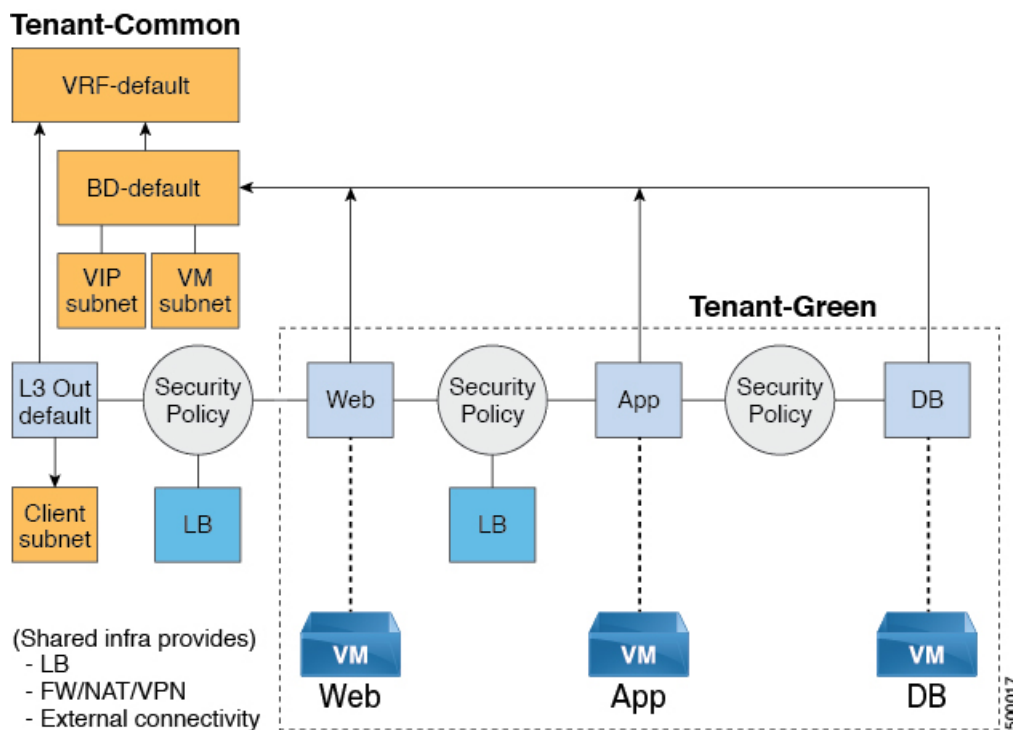 Tenant-Common
VRF-default
BD-default
VIP
subnet
VM
subnet
Tenant-Green
L3 Out
default
Security
Policy
Web
Security
Policy
App
Security
Policy
DB
Client
subnet
LB
LB
(Shared infra provides)
- LB
- FW/NAT/VPN
- External connectivity
VM
Web
VM
App
VM
DB
500017